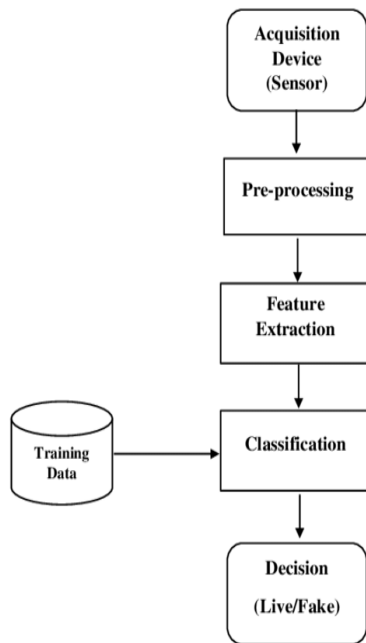 Acquisition
Device
(Sensor)
Pre-processing
Feature
Extraction
Training
Data
Classification
Decision
(Live/Fake)